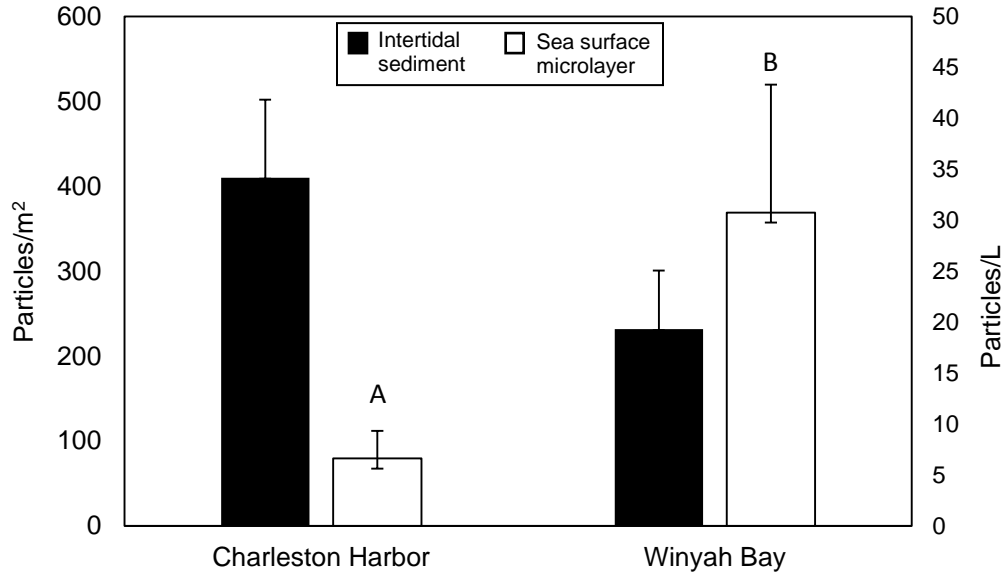 600
500
400
300
200
100
0
Particles/m²
Intertidal
sediment
Sea surface
microlayer
A
B
50
45
40
35
30
25
20
15
10
5
0
Particles/L
Charleston Harbor
Winyah Bay